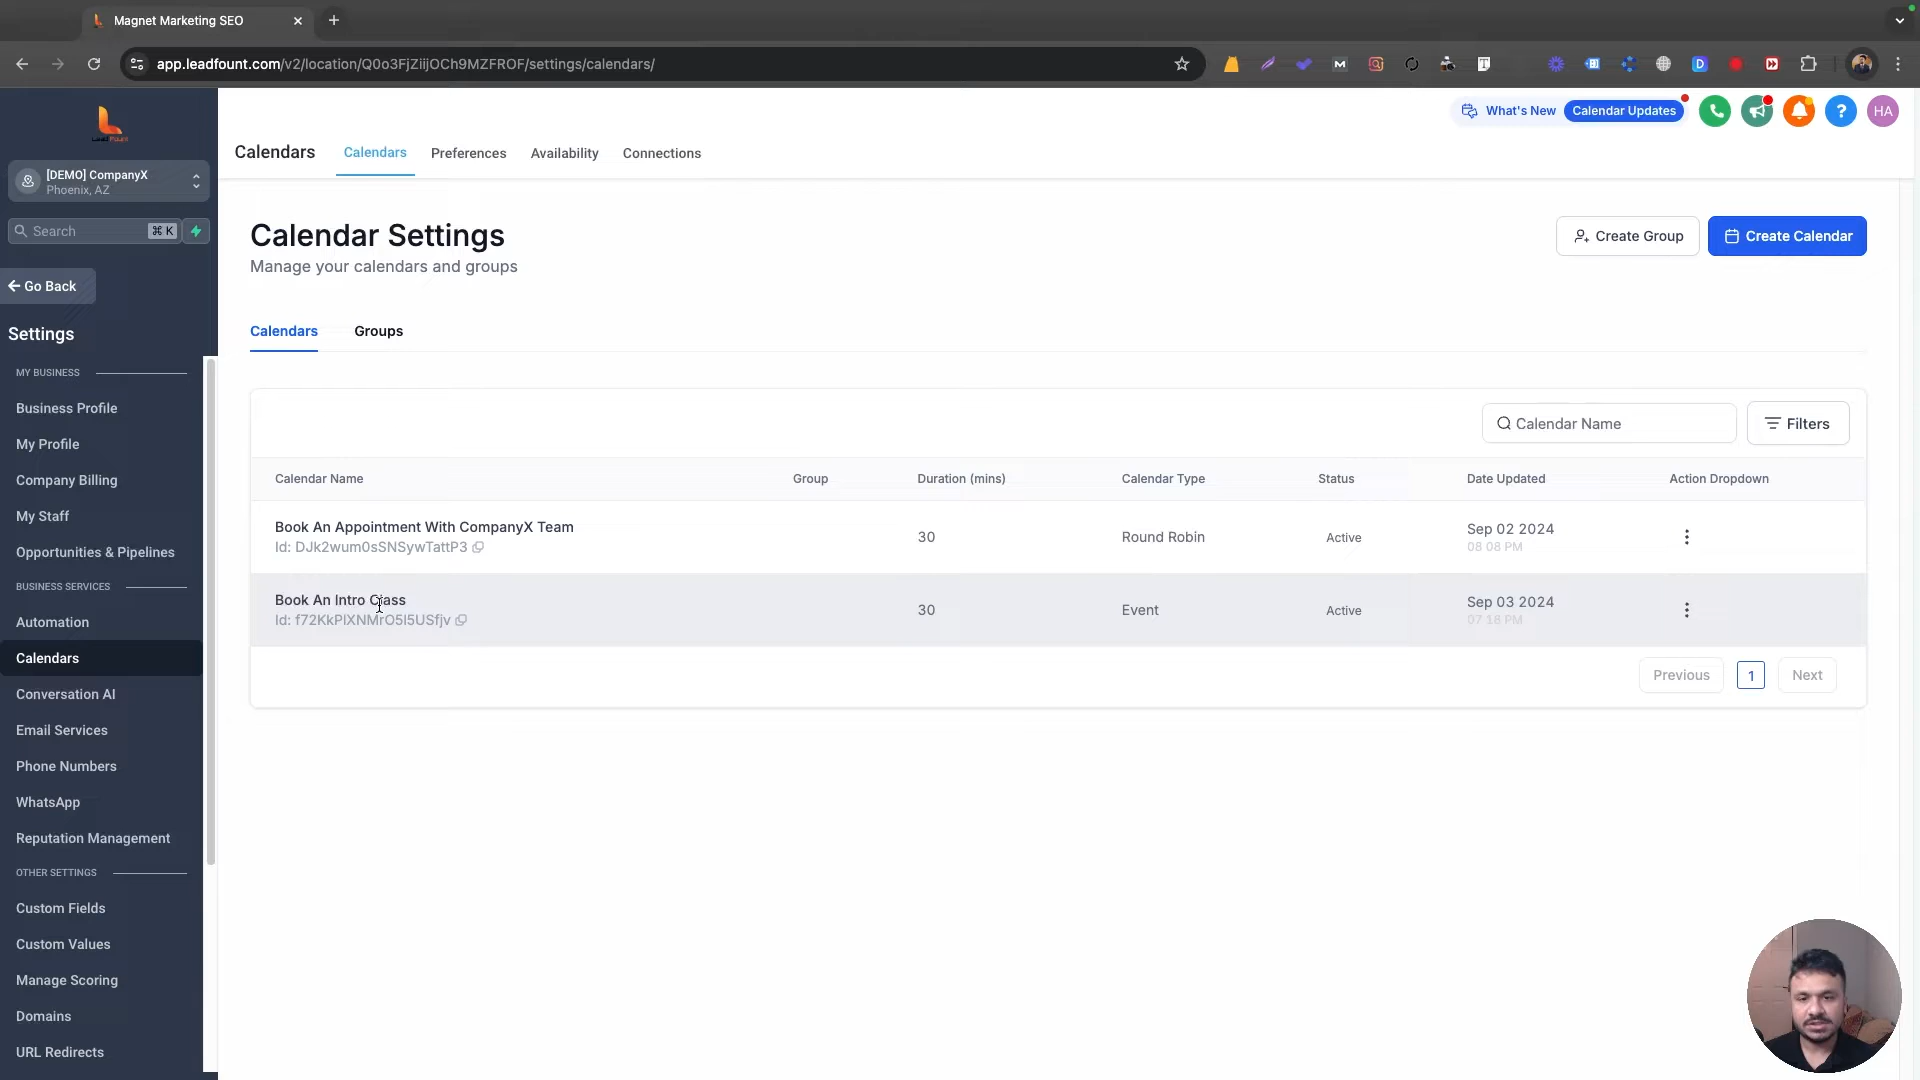 Magnet Marketing SEO
app.leadfount.com/v2/location/Q0o3FjZiijOCh9MZFROF/settings/calendars/
What's New
Calendar Updates
HA
[DEMO] CompanyX
Phoenix, AZ
Search
⌘ K
Go Back
Settings
MY BUSINESS
Business Profile
My Profile
Company Billing
My Staff
Opportunities & Pipelines
BUSINESS SERVICES
Automation
Calendars
Conversation AI
Email Services
Phone Numbers
WhatsApp
Reputation Management
OTHER SETTINGS
Custom Fields
Custom Values
Manage Scoring
Domains
URL Redirects
Calendars
Calendars
Preferences
Availability
Connections
Calendar Settings
Manage your calendars and groups
Create Group
Create Calendar
Calendars
Groups
Calendar Name
Filters
Calendar Name
Group
Duration (mins)
Calendar Type
Status
Date Updated
Action Dropdown
Book An Appointment With CompanyX Team
Id: DJk2wum0sSNSywTattP3
30
Round Robin
Active
Sep 02 2024
08 08 PM
Book An Intro Class
30
Event
Active
Sep 03 2024
07 18 PM
Previous
1
Next